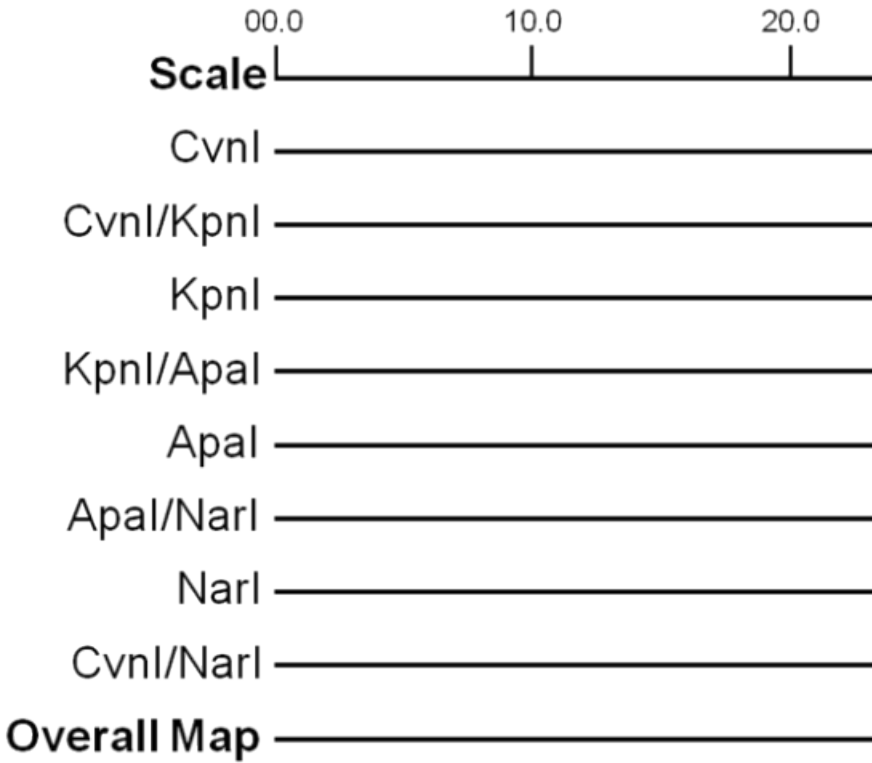 00.0 10.0 20.0
Scale
CvnI
CvnI/KpnI
KpnI
KpnI/ApaI
ApaI
ApaI/NarI
NarI
CvnI/NarI
Overall Map